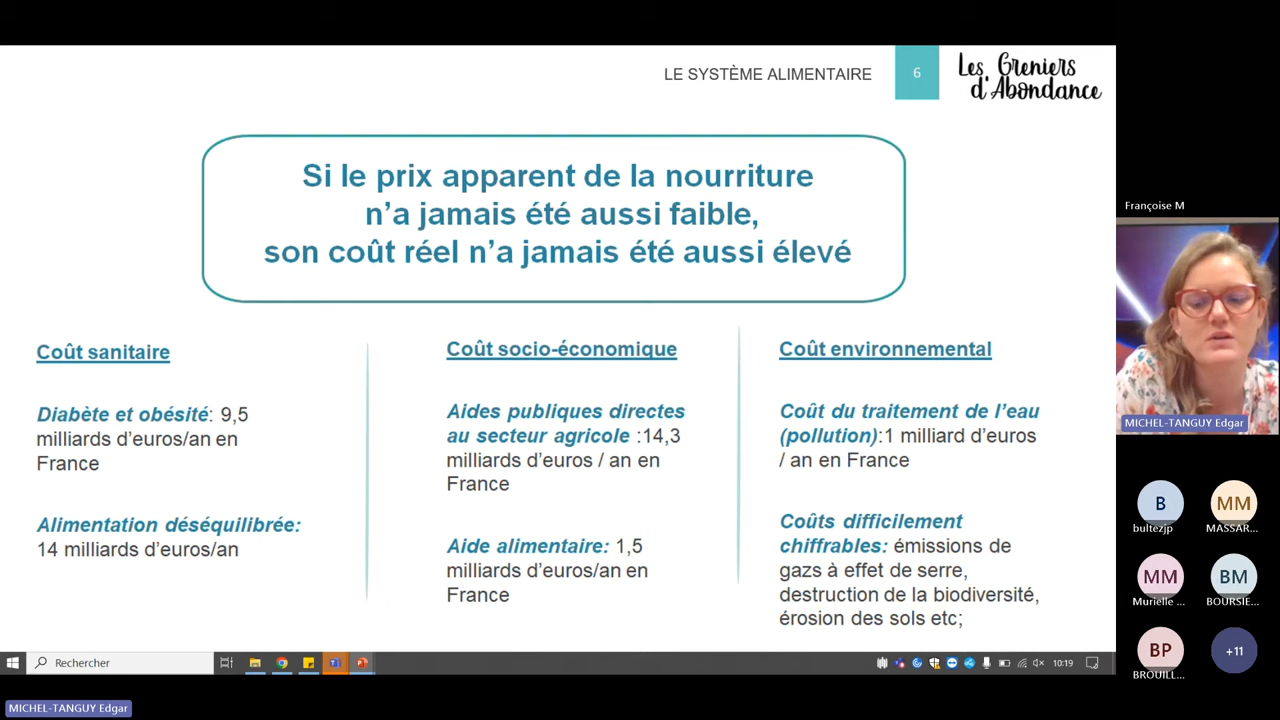 LE SYSTÈME ALIMENTAIRE
6
Les Greniers
d'Abondance
Si le prix apparent de la nourriture
n'a jamais été aussi faible,
son coût réel n'a jamais été aussi élevé
Coût sanitaire
Diabète et obésité: 9,5
milliards d'euros/an en
France
Alimentation déséquilibrée:
14 milliards d'euros/an
Coût socio-économique
Aides publiques directes
au secteur agricole :14,3
milliards d'euros / an en
France
Aide alimentaire: 1,5
milliards d'euros/an en
France
Coût environnemental
Coût du traitement de l'eau
(pollution):1 milliard d'euros
/ an en France
Coûts difficilement
chiffrables: émissions de
gazs à effet de serre,
destruction de la biodiversité,
érosion des sols etc;
Françoise M
MICHEL-TANGUY Edgar
B
bultezjp
MM
MASSAR...
MM
Murielle ...
BM
BOURSIE...
BP
BROUILL...
+11
Rechercher
10:19
MICHEL-TANGUY Edgar